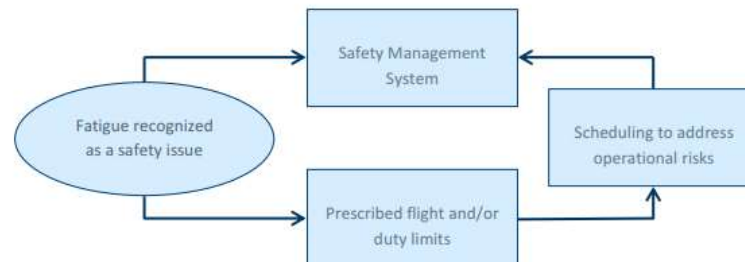 Safety Management
System
Fatigue recognized
as a safety issue
Scheduling to address
operational risks
Prescribed flight and/or
duty limits